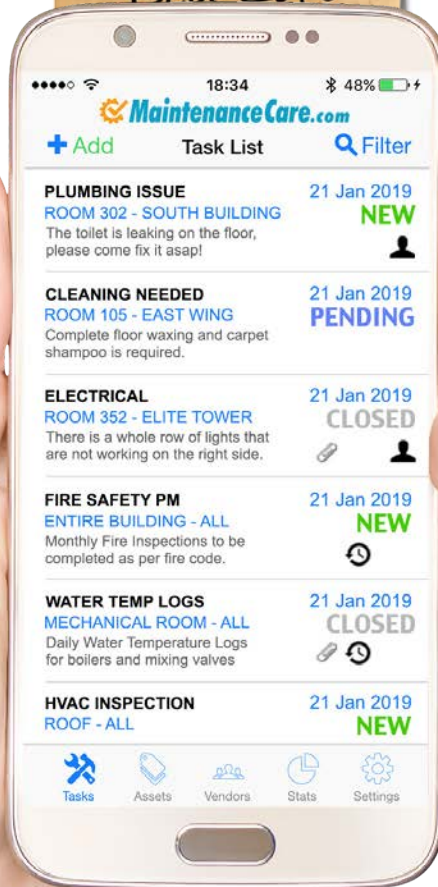 18:34
48%
MaintenanceCare.com
+ Add
Task List
Filter
PLUMBING ISSUE
21 Jan 2019
ROOM 302 - SOUTH BUILDING
NEW
The toilet is leaking on the floor,
please come fix it asap!
CLEANING NEEDED
21 Jan 2019
ROOM 105 - EAST WING
PENDING
Complete floor waxing and carpet
shampoo is required.
ELECTRICAL
21 Jan 2019
ROOM 352 - ELITE TOWER
CLOSED
There is a whole row of lights that
are not working on the right side.
FIRE SAFETY PM
21 Jan 2019
ENTIRE BUILDING - ALL
NEW
Monthly Fire Inspections to be
completed as per fire code.
WATER TEMP LOGS
21 Jan 2019
MECHANICAL ROOM - ALL
CLOSED
Daily Water Temperature Logs
for boilers and mixing valves
HVAC INSPECTION
21 Jan 2019
ROOF - ALL
NEW
Tasks
Assets
Vendors
Stats
Settings